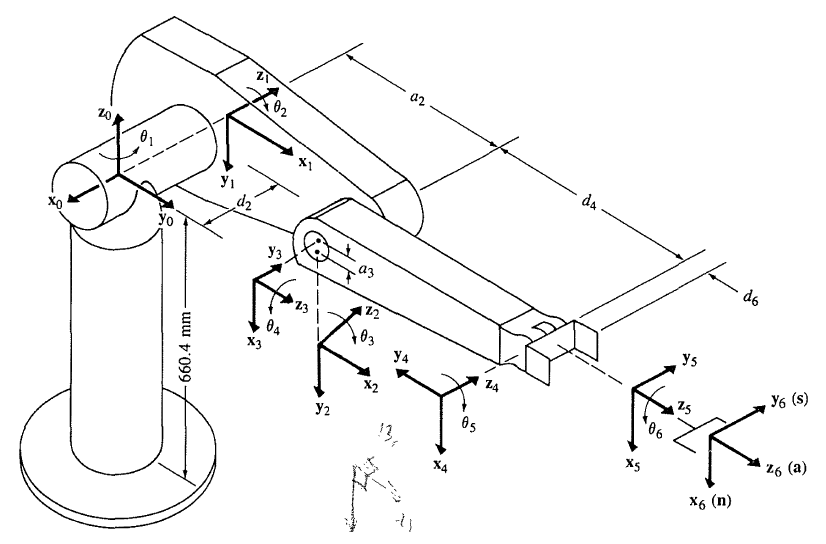 z1
a2
z0
θ1
θ2
x1
d4
x0
y0
y1
d2
y3
a3
d6
z3
z2
θ4
θ3
x3
660.4 mm
x2
y4
z4
y5
y2
z5
y6 (s)
θ5
θ6
x4
x5
z6 (a)
x6 (n)